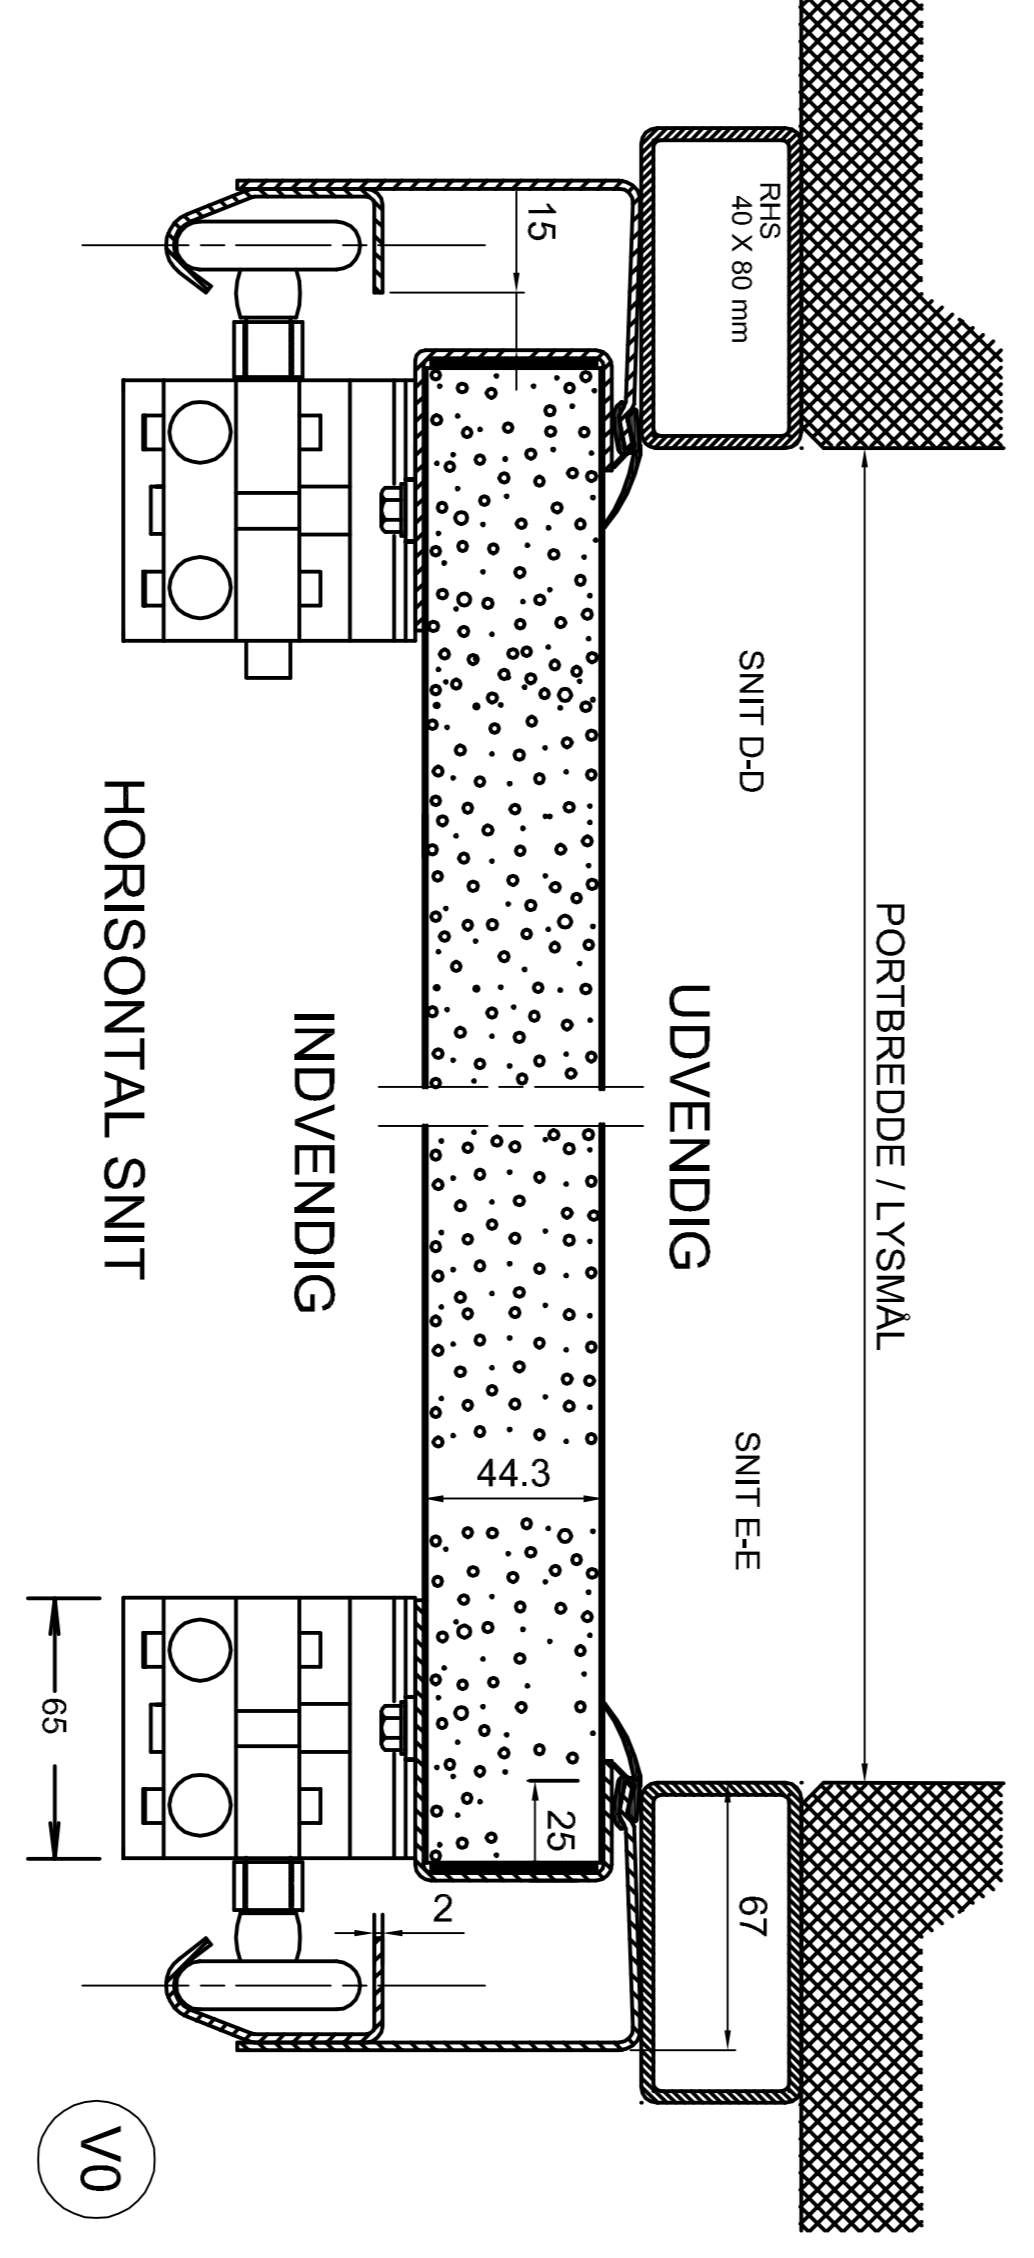 PORTBREDDE / LYSMÅL
RHS
40 X 80 mm
SNIT D-D
SNIT E-E
67
UDVENDIG
15
44.3
25
2
INDVENDIG
HORISONTAL SNIT
65
V0